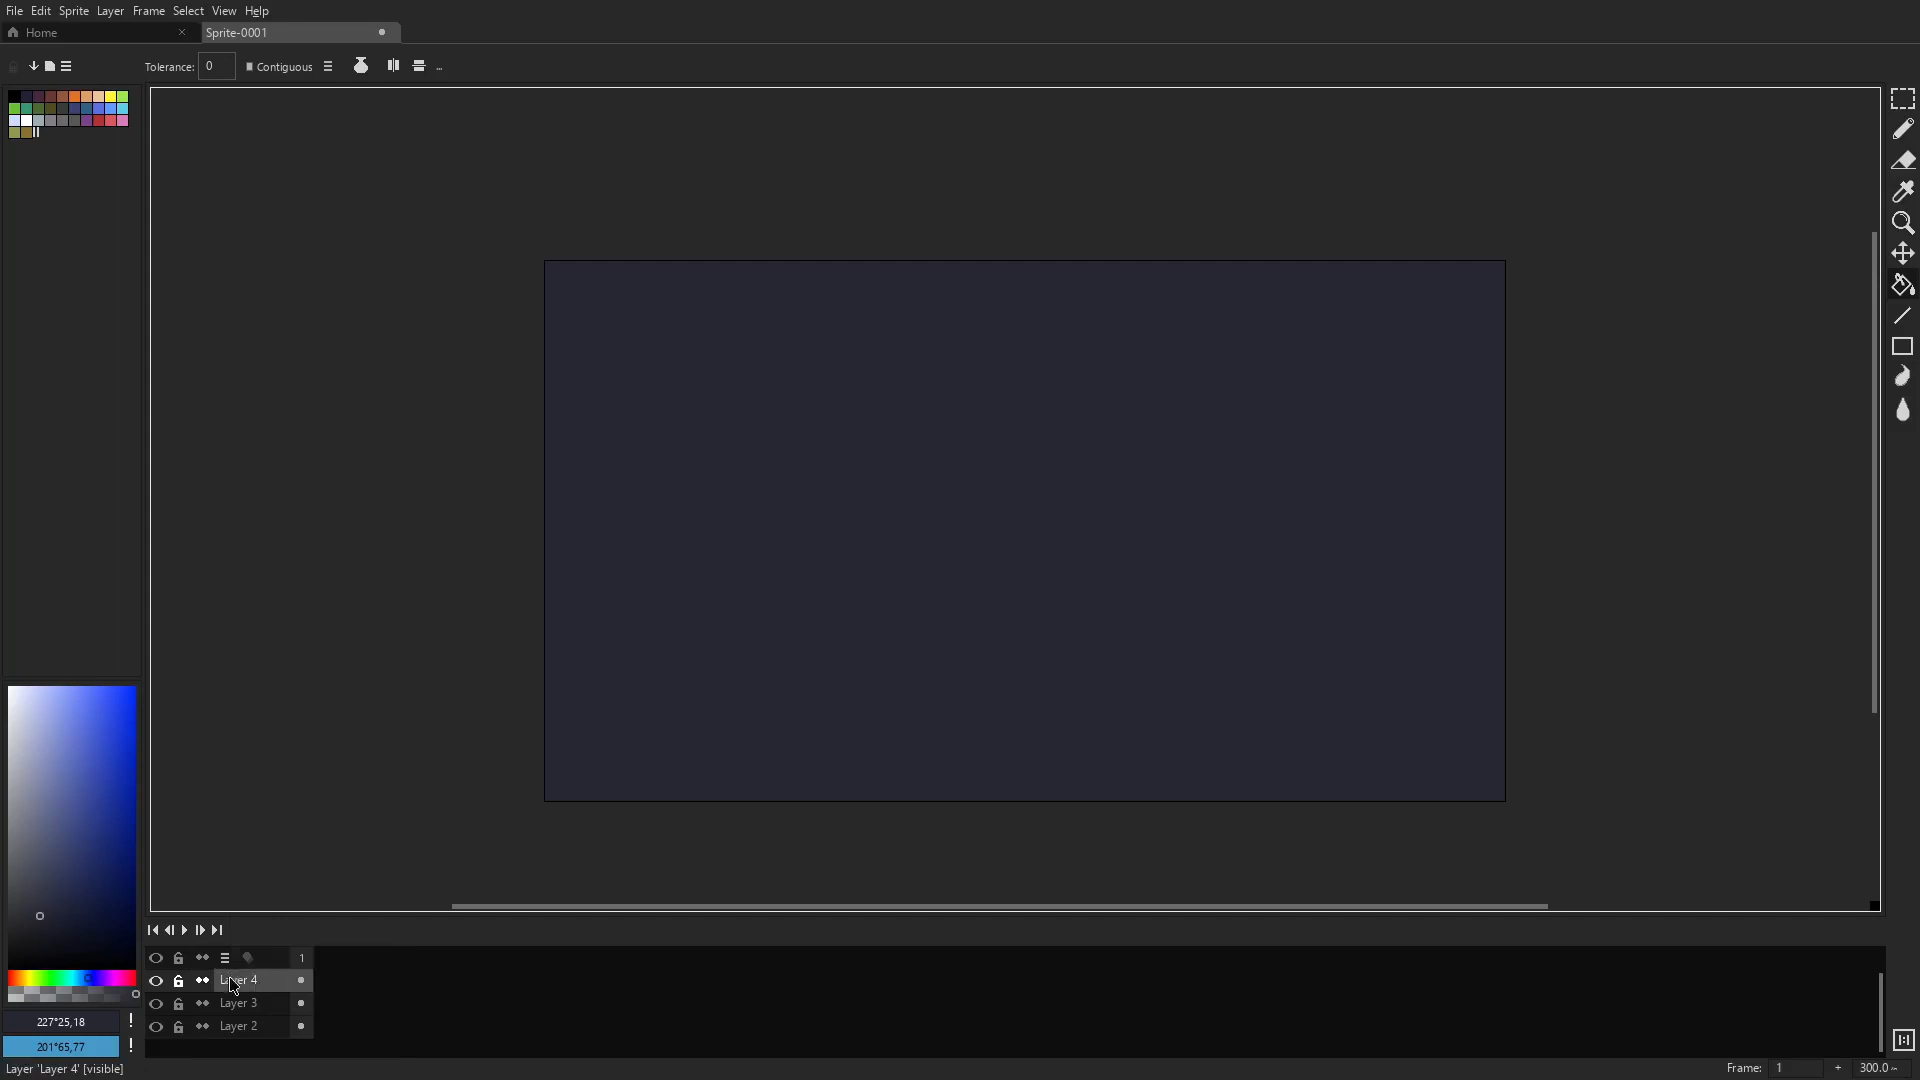 File Edit Sprite Layer Frame Select View Help
Home Sprite-0001
Tolerance: 0 Contiguous ...
1
Layer 4
Layer 3
Layer 2
227°25,18 !
201°65,77 !
Layer 'Layer 4' [visible] Frame: 1 + 300.0